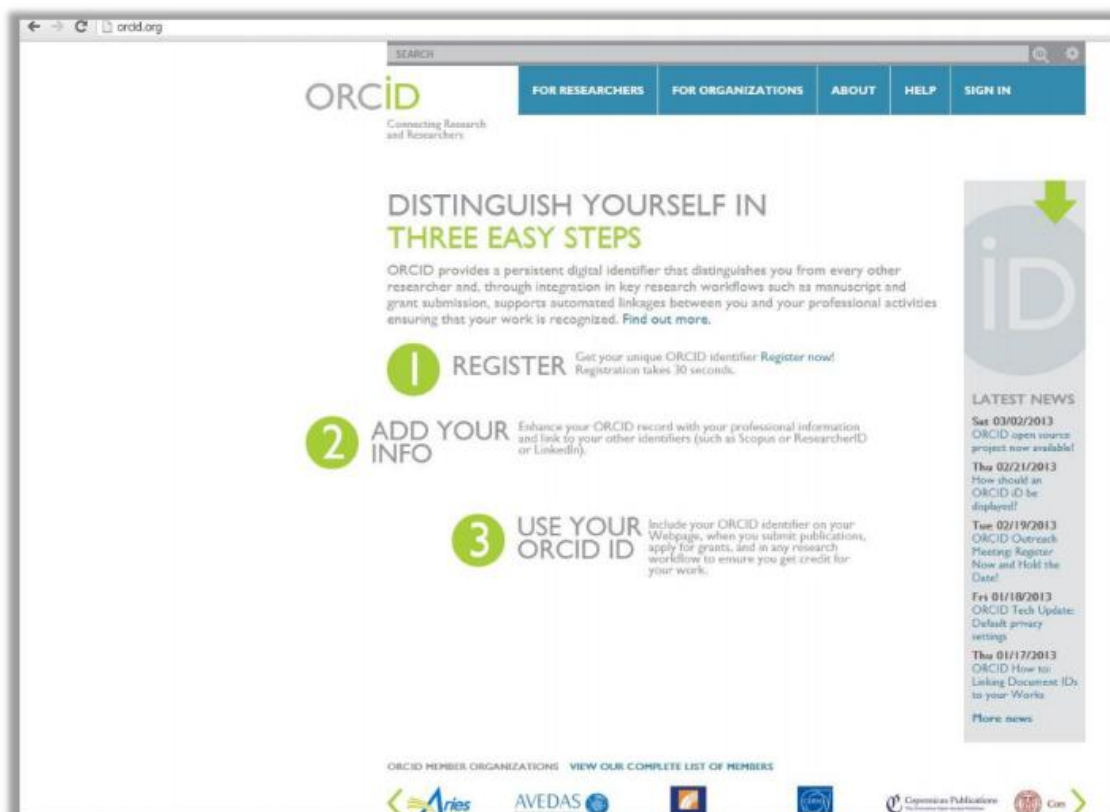 orcid.org
SEARCH
ORCID
Connecting Research
and Researchers
FOR RESEARCHERS FOR ORGANIZATIONS ABOUT HELP SIGN IN
DISTINGUISH YOURSELF IN
THREE EASY STEPS
ORCID provides a persistent digital identifier that distinguishes you from every other
researcher and, through integration in key research workflows such as manuscript and
grant submission, supports automated linkages between you and your professional activities
ensuring that your work is recognized. Find out more.
1 REGISTER
Get your unique ORCID identifier Register now!
Registration takes 30 seconds.
2 ADD YOUR
INFO
Enhance your ORCID record with your professional information
and link to your other identifiers (such as Scopus or ResearcherID
or LinkedIn).
3 USE YOUR
ORCID ID
Include your ORCID identifier on your
Webpage, when you submit publications,
apply for grants, and in any research
workflow to ensure you get credit for
your work.
iD
LATEST NEWS
Sat 03/02/2013
ORCID open source
project now available!
Thu 02/21/2013
How should an
ORCID iD be
displayed?
Tue 02/19/2013
ORCID Outreach
Meeting: Register
Now and Hold the
Date!
Fri 01/18/2013
ORCID Tech Update:
Default privacy
settings
Thu 01/17/2013
ORCID How to:
Linking Document IDs
to your Works
More news
ORCID MEMBER ORGANIZATIONS VIEW OUR COMPLETE LIST OF MEMBERS
Aries AVEDAS Copernicus Publications